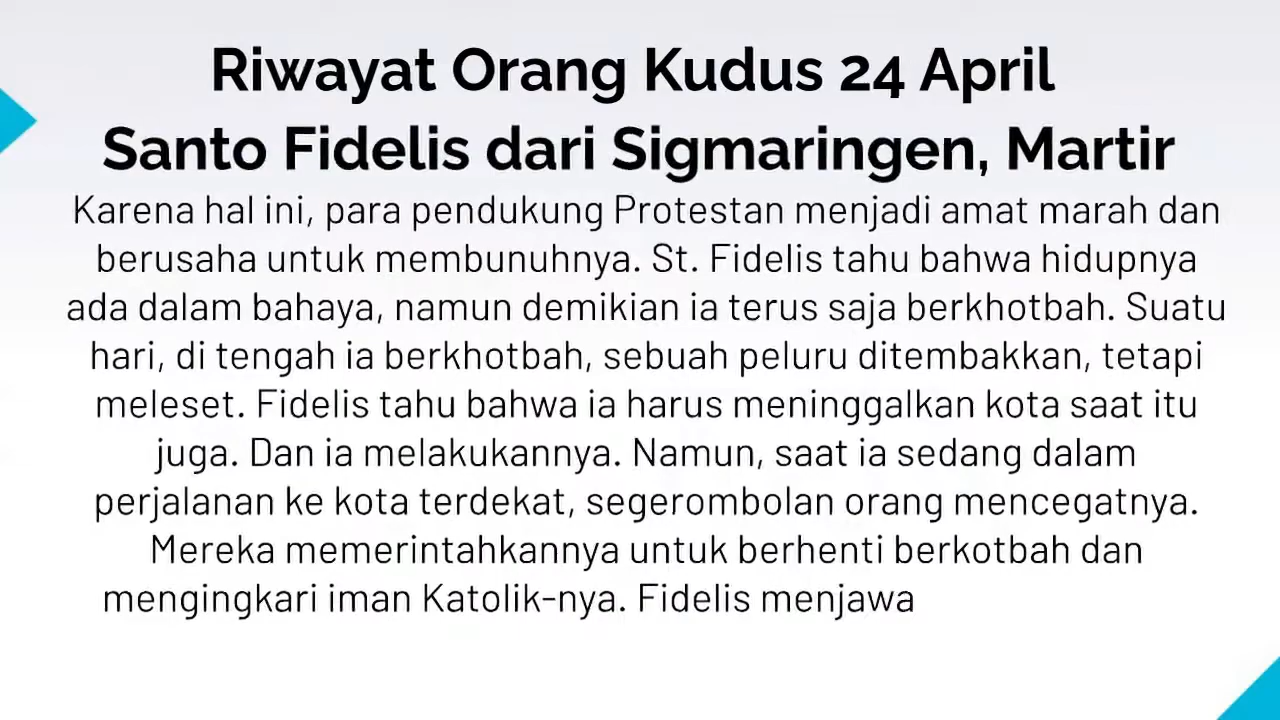 Riwayat Orang Kudus 24 April
Santo Fidelis dari Sigmaringen, Martir
Karena hal ini, para pendukung Protestan menjadi amat marah dan
berusaha untuk membunuhnya. St. Fidelis tahu bahwa hidupnya
ada dalam bahaya, namun demikian ia terus saja berkhotbah. Suatu
hari, di tengah ia berkhotbah, sebuah peluru ditembakkan, tetapi
meleset. Fidelis tahu bahwa ia harus meninggalkan kota saat itu
juga. Dan ia melakukannya. Namun, saat ia sedang dalam
perjalanan ke kota terdekat, segerombolan orang mencegatnya.
Mereka memerintahkannya untuk berhenti berkotbah dan
mengingkari iman Katolik-nya. Fidelis menjawa